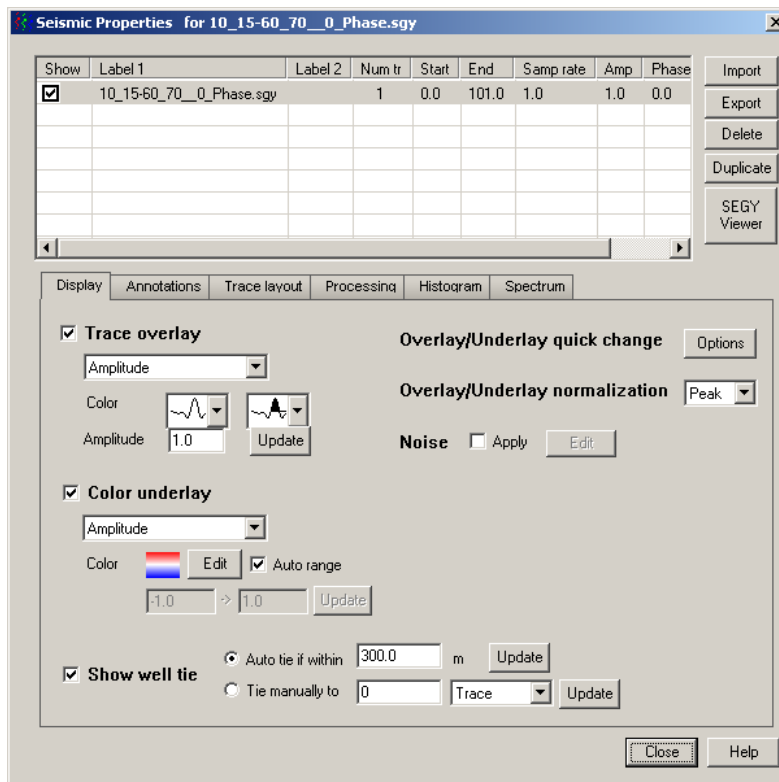 Seismic Properties for 10_15-60_70__0_Phase.sgy
Show Label 1 Label 2 Num tr Start End Samp rate Amp Phase
10_15-60_70__0_Phase.sgy 1 0.0 101.0 1.0 1.0 0.0
Import
Export
Delete
Duplicate
SEGY
Viewer
Display Annotations Trace layout Processing Histogram Spectrum
Trace overlay
Amplitude
Color
Amplitude 1.0 Update
Overlay/Underlay quick change Options
Overlay/Underlay normalization Peak
Noise Apply Edit
Color underlay
Amplitude
Color Edit Auto range
-1.0 -> 1.0 Update
Show well tie
Auto tie if within 300.0 m Update
Tie manually to 0 Trace Update
Close Help